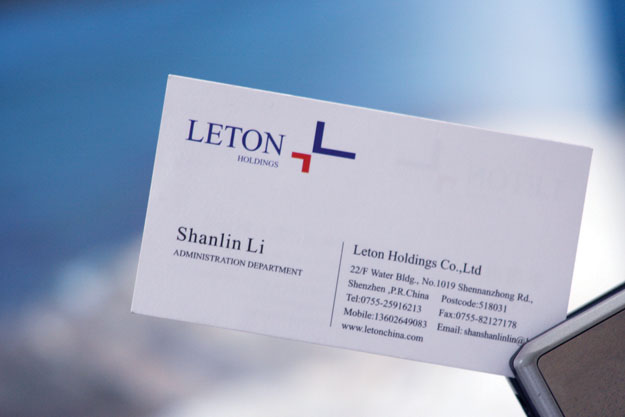 LETON
HOLDINGS
Shanlin Li
ADMINISTRATION DEPARTMENT
Leton Holdings Co.,Ltd
22/F Water Bldg., No.1019 Shennanzhong Rd.,
Shenzhen ,P.R.China Postcode:518031
Tel:0755-25916213 Fax:0755-82127178
Mobile:13602649083 Email: shanshanlinlin@
www.letonchina.com